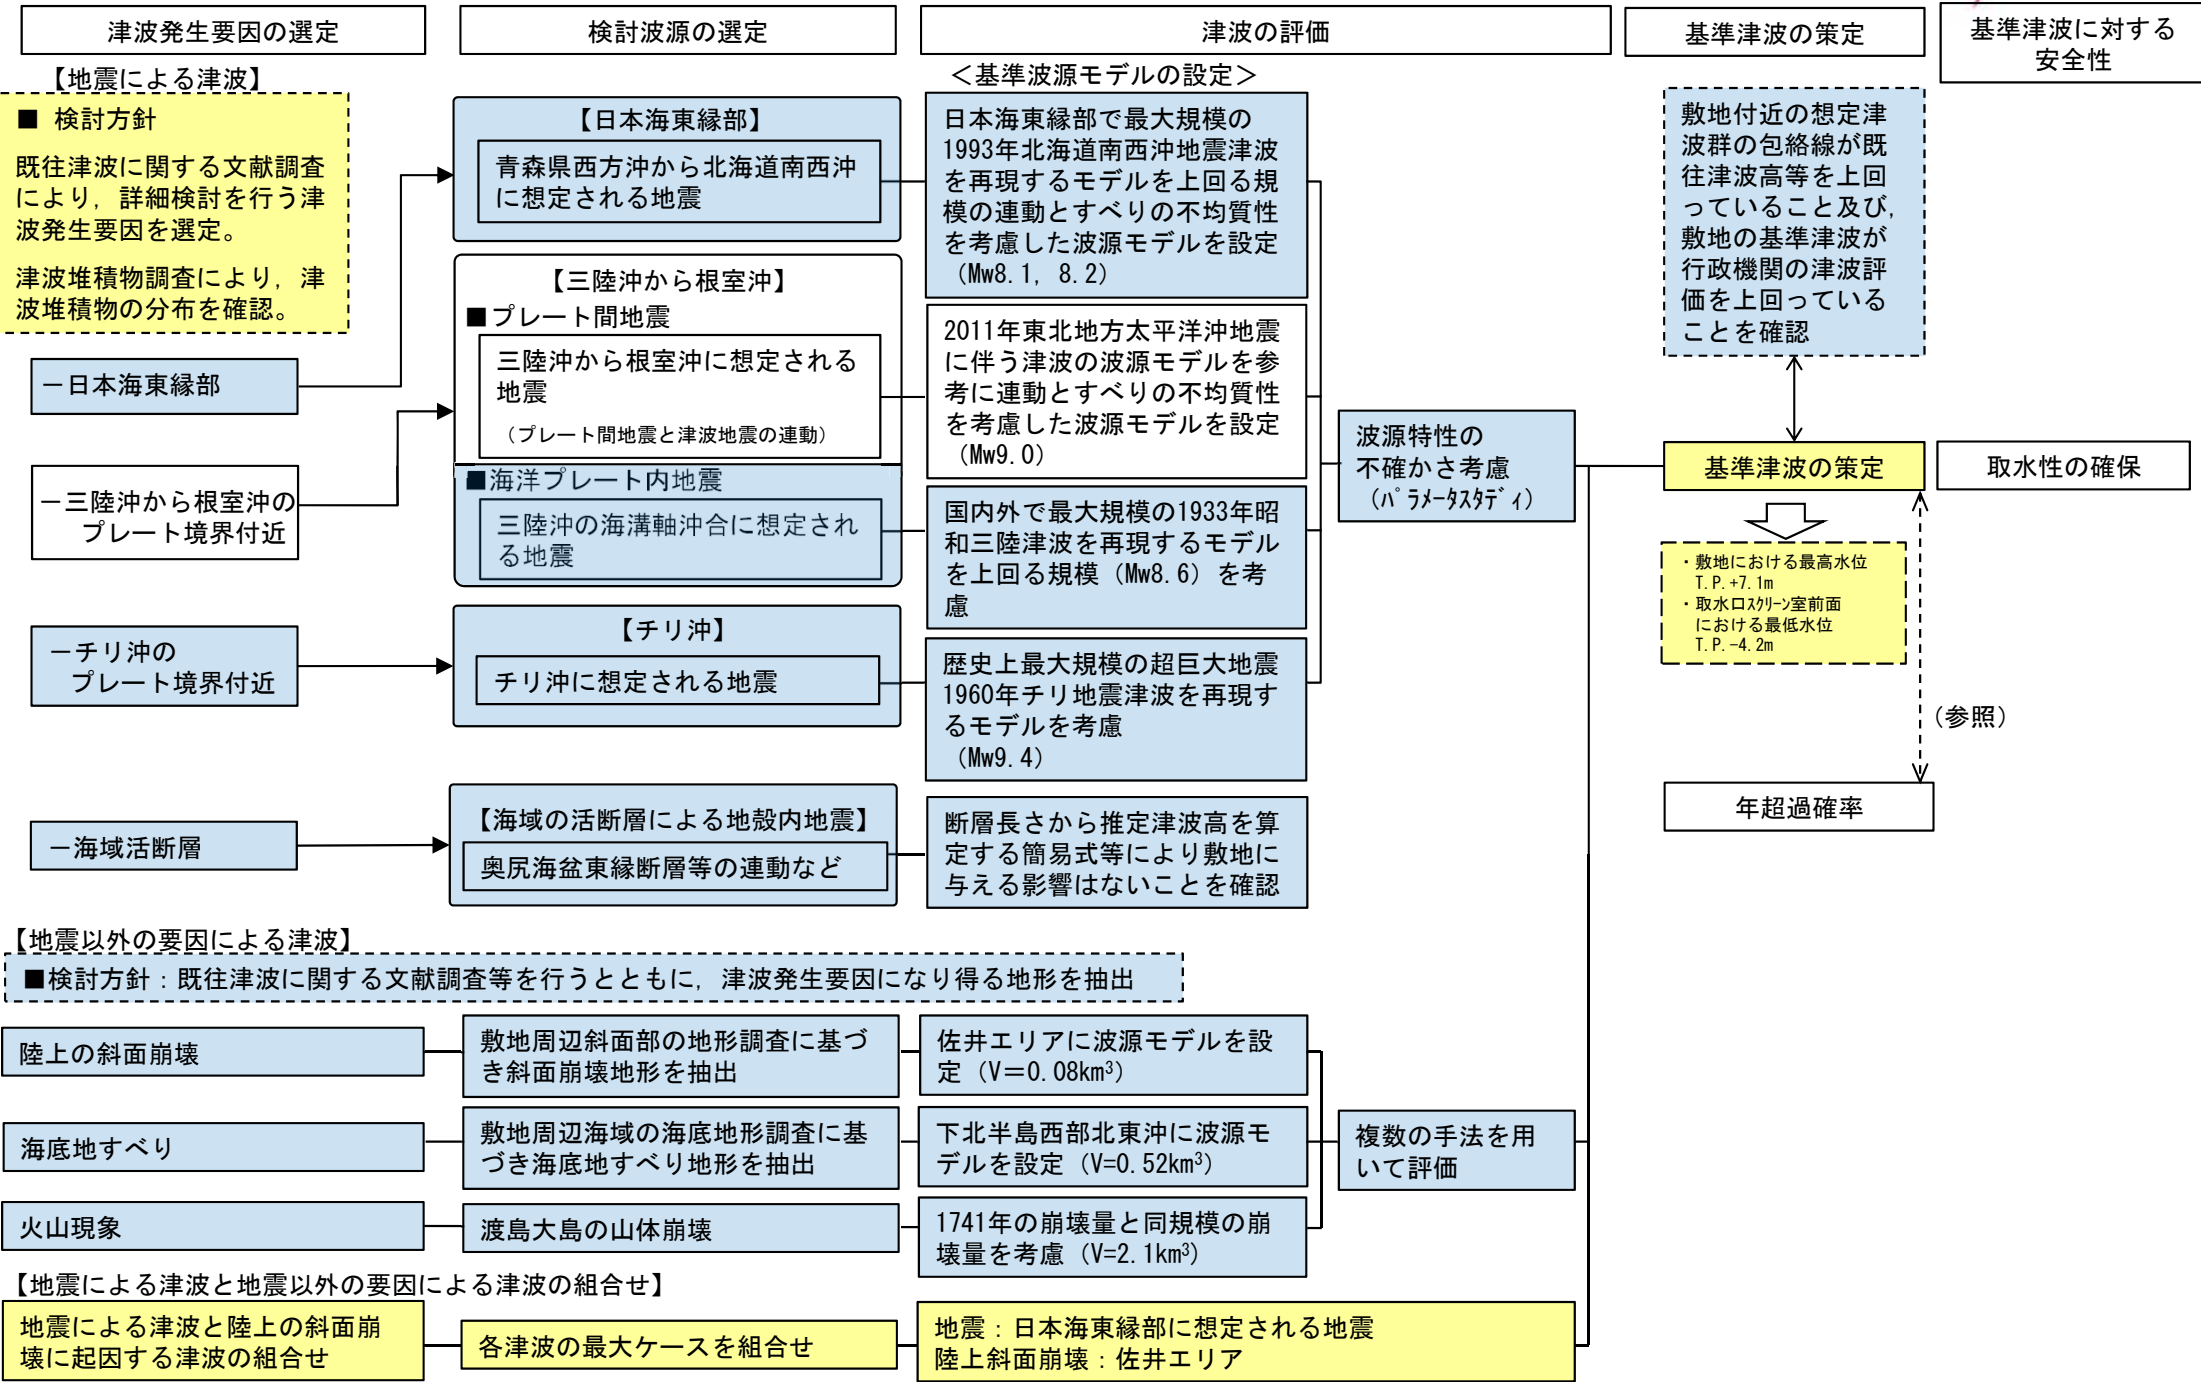 津波発生要因の選定
検討波源の選定
津波の評価
基準津波の策定
基準津波に対する
安全性
【地震による津波】
■ 検討方針
既往津波に関する文献調査
により，詳細検討を行う津
波発生要因を選定。
津波堆積物調査により，津
波堆積物の分布を確認。
－日本海東縁部
－三陸沖から根室沖の
プレート境界付近
－チリ沖の
プレート境界付近
－海域活断層
【日本海東縁部】
青森県西方沖から北海道南西沖
に想定される地震
【三陸沖から根室沖】
■プレート間地震
三陸沖から根室沖に想定される
地震
（プレート間地震と津波地震の連動）
■海洋プレート内地震
三陸沖の海溝軸沖合に想定され
る地震
【チリ沖】
チリ沖に想定される地震
【海域の活断層による地殻内地震】
奥尻海盆東縁断層等の連動など
＜基準波源モデルの設定＞
日本海東縁部で最大規模の
1993年北海道南西沖地震津波
を再現するモデルを上回る規
模の連動とすべりの不均質性
を考慮した波源モデルを設定
（Mw8.1, 8.2）
2011年東北地方太平洋沖地震
に伴う津波の波源モデルを参
考に連動とすべりの不均質性
を考慮した波源モデルを設定
（Mw9.0）
国内外で最大規模の1933年昭
和三陸津波を再現するモデル
を上回る規模（Mw8.6）を考
慮
歴史上最大規模の超巨大地震
1960年チリ地震津波を再現す
るモデルを考慮
（Mw9.4）
断層長さから推定津波高を算
定する簡易式等により敷地に
与える影響はないことを確認
波源特性の
不確かさ考慮
（ﾊﾟﾗﾒｰﾀｽﾀﾃﾞｨ）
敷地付近の想定津
波群の包絡線が既
往津波高等を上回
っていること及び，
敷地の基準津波が
行政機関の津波評
価を上回っている
ことを確認
基準津波の策定
取水性の確保
・敷地における最高水位
T.P.+7.1m
・取水口ｽｸﾘｰﾝ室前面
における最低水位
T.P.-4.2m
（参照）
年超過確率
【地震以外の要因による津波】
■検討方針：既往津波に関する文献調査等を行うとともに，津波発生要因になり得る地形を抽出
陸上の斜面崩壊
敷地周辺斜面部の地形調査に基づ
き斜面崩壊地形を抽出
佐井エリアに波源モデルを設
定（V＝0.08km³）
海底地すべり
敷地周辺海域の海底地形調査に基
づき海底地すべり地形を抽出
下北半島西部北東沖に波源モ
デルを設定（V=0.52km³）
複数の手法を用
いて評価
火山現象
渡島大島の山体崩壊
1741年の崩壊量と同規模の崩
壊量を考慮（V=2.1km³）
【地震による津波と地震以外の要因による津波の組合せ】
地震による津波と陸上の斜面崩
壊に起因する津波の組合せ
各津波の最大ケースを組合せ
地震：日本海東縁部に想定される地震
陸上斜面崩壊：佐井エリア